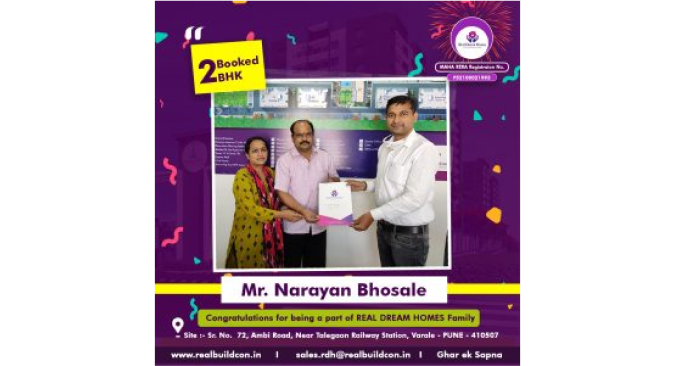 RealBuild Homes
MAHA RERA Registration No.
2 Booked
BHK
Mr. Narayan Bhosale
Congratulations for being a part of REAL DREAM HOMES Family
Site :- Sr. No. 72, Ambi Road, Near Talegaon Railway Station, Varale - PUNE - 410507
www.realbuildcon.in I sales.rdh@realbuildcon.in I Ghar ek Sapna